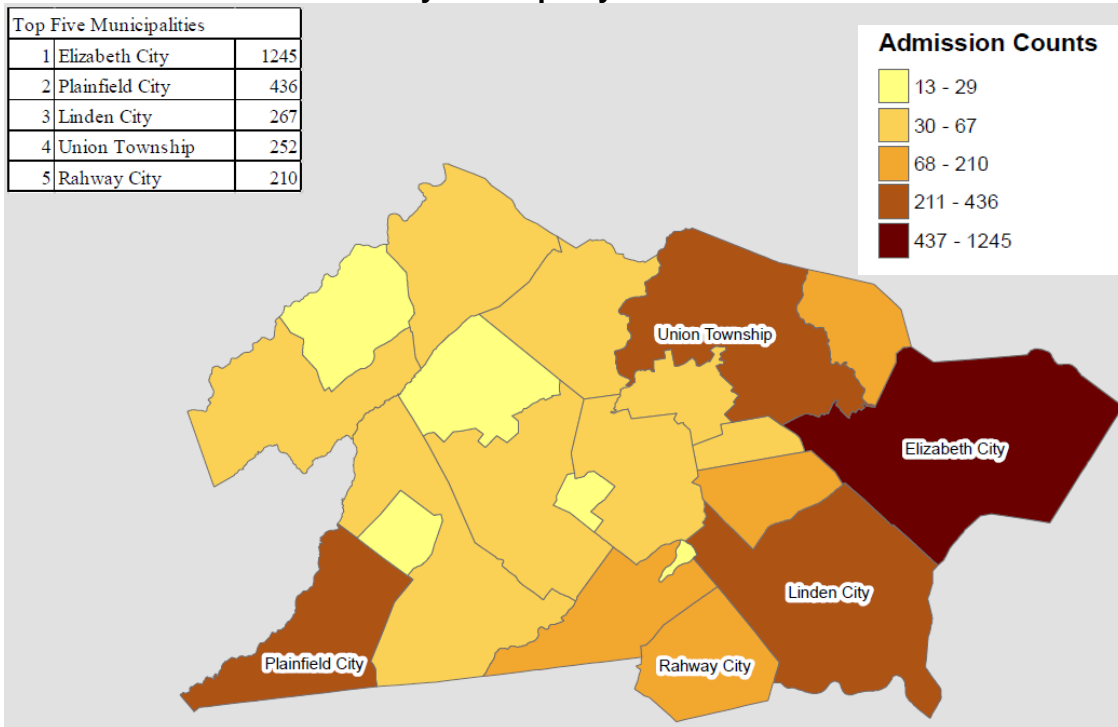 Top Five Municipalities
1 Elizabeth City 1245
2 Plainfield City 436
3 Linden City 267
4 Union Township 252
5 Rahway City 210
Admission Counts
13 - 29
30 - 67
68 - 210
211 - 436
437 - 1245
Union Township
Elizabeth City
Linden City
Plainfield City
Rahway City